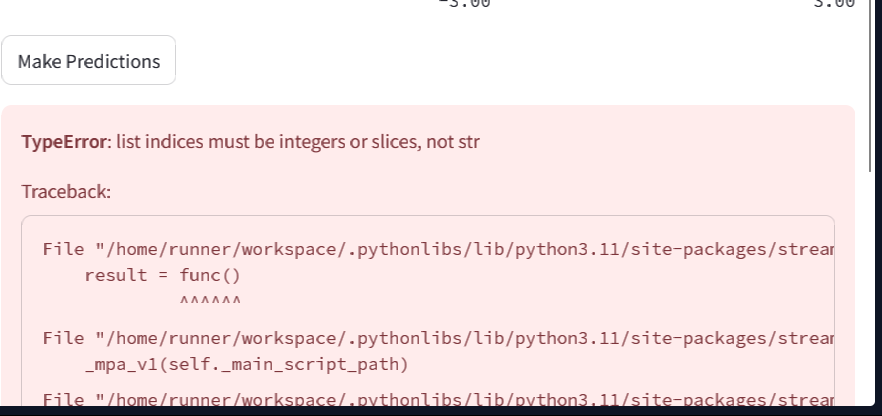 -3.00 3.00
Make Predictions
TypeError: list indices must be integers or slices, not str
Traceback:
File "/home/runner/workspace/.pythonlibs/lib/python3.11/site-packages/strear
result = func()
^^^^^^
File "/home/runner/workspace/.pythonlibs/lib/python3.11/site-packages/strear
_mpa_v1(self._main_script_path)
File "/home/runner/workspace/.pythonlibs/lib/python3.11/site-packages/strear